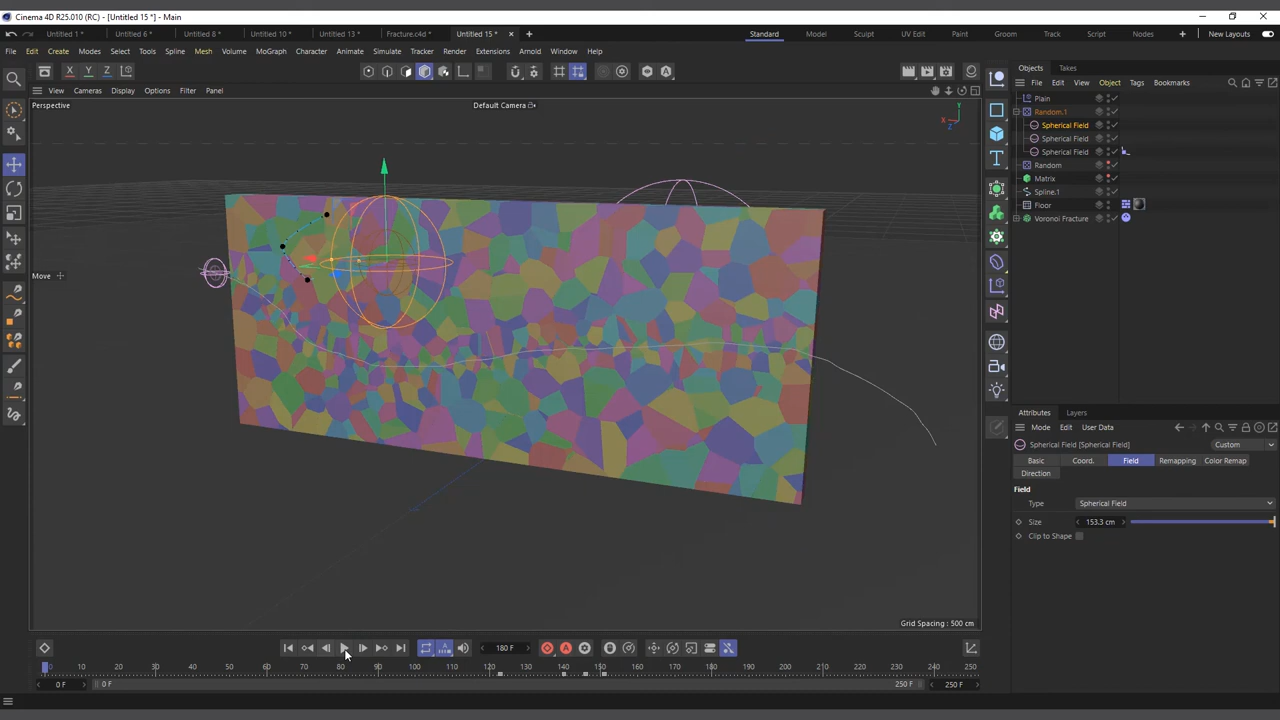 Cinema 4D R25.010 (RC) - [Untitled 15 *] - Main
Untitled 1 * Untitled 6 * Untitled 8 * Untitled 10 * Untitled 13 * Fracture.c4d * Untitled 15 * Standard Model Sculpt UV Edit Paint Groom Track Script Nodes New Layouts
File Edit Create Modes Select Tools Spline Mesh Volume MoGraph Character Animate Simulate Tracker Render Extensions Arnold Window Help
Objects Takes
X Y Z
File Edit View Object Tags Bookmarks
View Cameras Display Options Filter Panel
Perspective
Default Camera
Y
X
Z
Plain
Random.1
Spherical Field
Spherical Field
Spherical Field
Random
Matrix
Spline.1
Floor
Voronoi Fracture
Move
Attributes Layers
Mode Edit User Data
Spherical Field [Spherical Field] Custom
Basic Coord. Field Remapping Color Remap
Direction
Field
Type Spherical Field
Size 153.3 cm
Clip to Shape
Grid Spacing : 500 cm
180 F
0 10 20 30 40 50 60 70 80 90 100 110 120 130 140 150 160 170 180 190 200 210 220 230 240 250
0 F 0 F 250 F 250 F